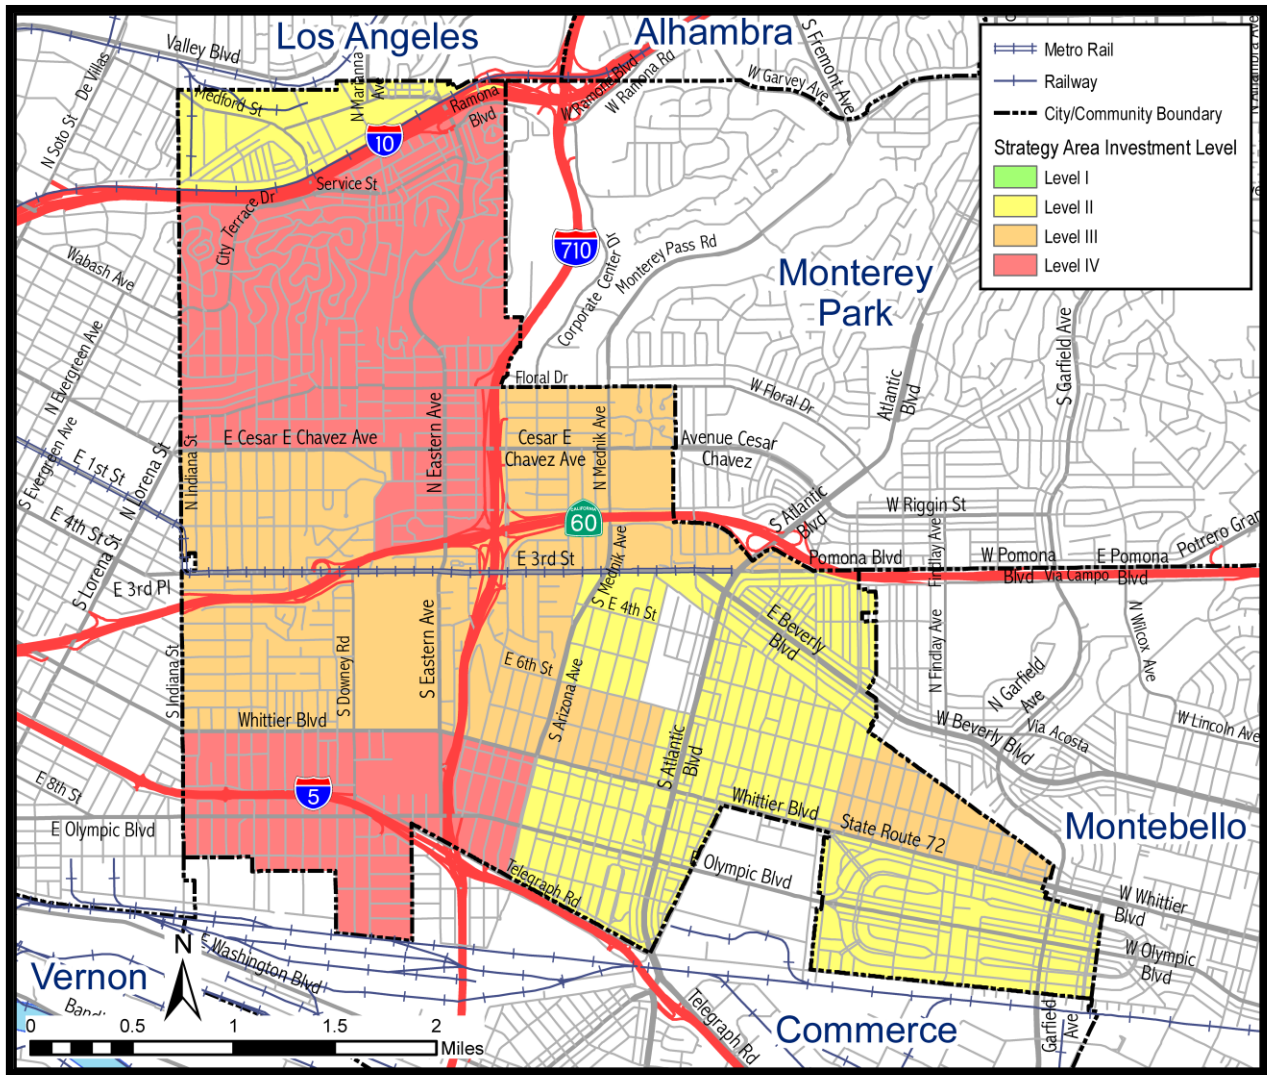 Los Angeles
Alhambra
Valley Blvd
De Villas
N Soto St
Medford St
N Marianna
Ave
Ramona
Blvd
W Ramona Blvd
W Ramona Rd
W Garvey Ave
S Fremont Ave
N Alhambra Ave
Metro Rail
Railway
City/Community Boundary
Strategy Area Investment Level
Level I
Level II
Level III
Level IV
10
Service St
City Terrace Dr
710
Corporate Center Dr
Monterey Pass Rd
Monterey
Park
Wabash Ave
N Evergreen Ave
S Evergreen Ave
Floral Dr
W Floral Dr
Atlantic
Blvd
S Garfield Ave
E Cesar E Chavez Ave
N Eastern Ave
Cesar E
Chavez Ave
N Mednik Ave
Avenue Cesar
Chavez
N Indiana St
N Lorena St
E 1st St
E 4th St
S Lorena St
E 3rd Pl
CALIFORNIA
60
S Atlantic
Blvd
W Riggin St
Findlay Ave
Potrero Gran
E 3rd St
S Mednik Ave
Pomona Blvd
W Pomona
Blvd
Via Campo
E Pomona
Blvd
E 4th St
E Beverly
Blvd
N Findlay Ave
N Wilcox Ave
S Indiana St
S Downey Rd
S Eastern Ave
E 6th St
S Arizona Ave
N Garfield
Ave
W Lincoln Ave
Whittier Blvd
S Atlantic
Blvd
W Beverly Blvd
Via Acosta
E 8th St
5
E Olympic Blvd
Whittier Blvd
State Route 72
Montebello
Olympic Blvd
Telegraph Rd
W Whittier
Blvd
W Olympic
Blvd
N
E Washington Blvd
Vernon
Bandi
Telegraph Rd
Commerce
Garfield
Ave
0 0.5 1 1.5 2
Miles